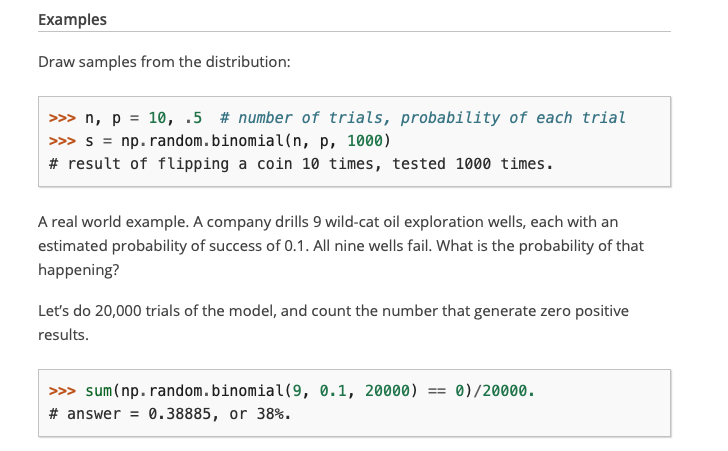 Examples
Draw samples from the distribution:
>>> n, p = 10, .5  # number of trials, probability of each trial
>>> s = np.random.binomial(n, p, 1000)
# result of flipping a coin 10 times, tested 1000 times.
A real world example. A company drills 9 wild-cat oil exploration wells, each with an
estimated probability of success of 0.1. All nine wells fail. What is the probability of that
happening?
Let’s do 20,000 trials of the model, and count the number that generate zero positive
results.
>>> sum(np.random.binomial(9, 0.1, 20000) == 0)/20000.
# answer = 0.38885, or 38%.